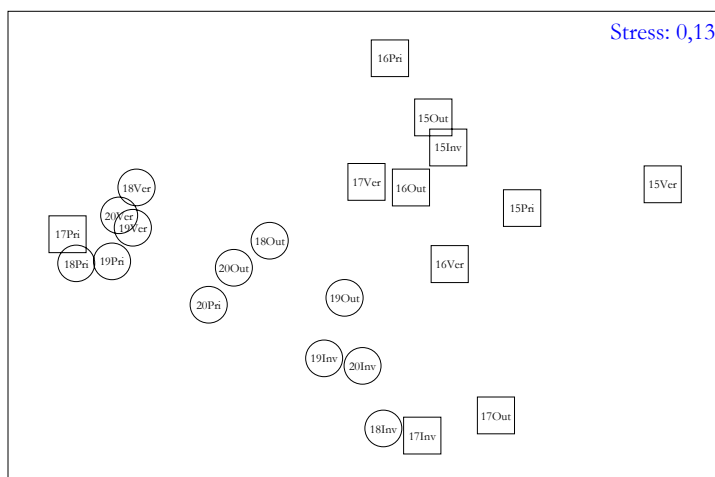 Stress: 0,13
16Pri
15Out
15Inv
17Ver
16Out
15Ver
18Ver
15Pri
20Ver
19Ver
17Pri
18Out
18Pri
19Pri
20Out
16Ver
20Pri
19Out
19Inv
20Inv
17Out
18Inv
17Inv